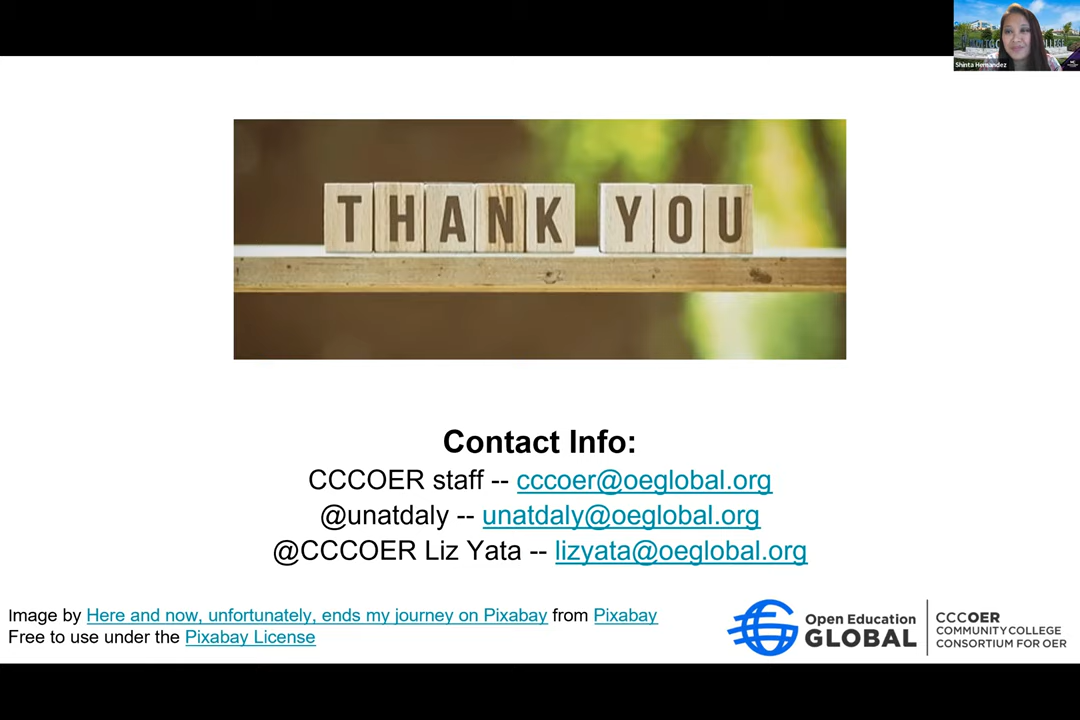 Shinta Hernandez
THANK YOU
Contact Info:
CCCOER staff -- cccoer@oeglobal.org
@unatdaly -- unatdaly@oeglobal.org
@CCCOER Liz Yata -- lizyata@oeglobal.org
Image by Here and now, unfortunately, ends my journey on Pixabay from Pixabay
Free to use under the Pixabay License
Open Education
GLOBAL
CCCOER
COMMUNITY COLLEGE
CONSORTIUM FOR OER